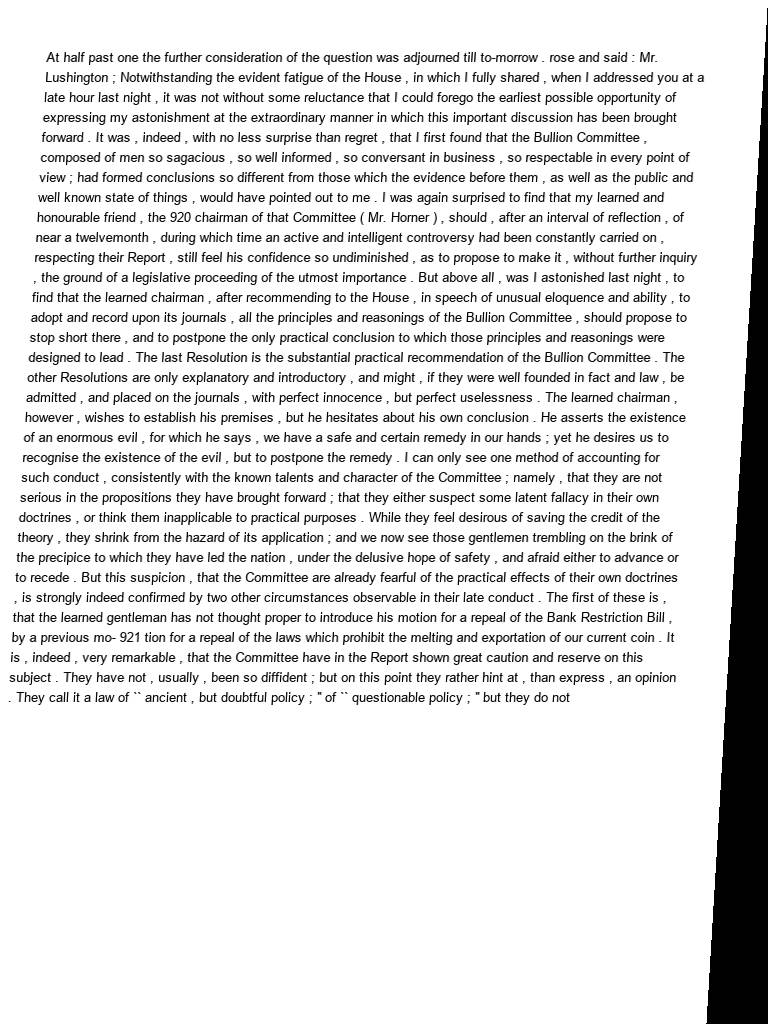 At half past one the further consideration of the question was adjourned till to-morrow . rose and said : Mr.
Lushington ; Notwithstanding the evident fatigue of the House , in which I fully shared , when I addressed you at a
late hour last night , it was not without some reluctance that I could forego the earliest possible opportunity of
expressing my astonishment at the extraordinary manner in which this important discussion has been brought
forward . It was , indeed , with no less surprise than regret , that I first found that the Bullion Committee ,
composed of men so sagacious , so well informed , so conversant in business , so respectable in every point of
view ; had formed conclusions so different from those which the evidence before them , as well as the public and
well known state of things , would have pointed out to me . I was again surprised to find that my learned and
honourable friend , the 920 chairman of that Committee ( Mr. Horner ) , should , after an interval of reflection , of
near a twelvemonth , during which time an active and intelligent controversy had been constantly carried on ,
respecting their Report , still feel his confidence so undiminished , as to propose to make it , without further inquiry
, the ground of a legislative proceeding of the utmost importance . But above all , was I astonished last night , to
find that the learned chairman , after recommending to the House , in speech of unusual eloquence and ability , to
adopt and record upon its journals , all the principles and reasonings of the Bullion Committee , should propose to
stop short there , and to postpone the only practical conclusion to which those principles and reasonings were
designed to lead . The last Resolution is the substantial practical recommendation of the Bullion Committee . The
other Resolutions are only explanatory and introductory , and might , if they were well founded in fact and law , be
admitted , and placed on the journals , with perfect innocence , but perfect uselessness . The learned chairman ,
however , wishes to establish his premises , but he hesitates about his own conclusion . He asserts the existence
of an enormous evil , for which he says , we have a safe and certain remedy in our hands ; yet he desires us to
recognise the existence of the evil , but to postpone the remedy . I can only see one method of accounting for
such conduct , consistently with the known talents and character of the Committee ; namely , that they are not
serious in the propositions they have brought forward ; that they either suspect some latent fallacy in their own
doctrines , or think them inapplicable to practical purposes . While they feel desirous of saving the credit of the
theory , they shrink from the hazard of its application ; and we now see those gentlemen trembling on the brink of
the precipice to which they have led the nation , under the delusive hope of safety , and afraid either to advance or
to recede . But this suspicion , that the Committee are already fearful of the practical effects of their own doctrines
, is strongly indeed confirmed by two other circumstances observable in their late conduct . The first of these is ,
that the learned gentleman has not thought proper to introduce his motion for a repeal of the Bank Restriction Bill ,
by a previous mo- 921 tion for a repeal of the laws which prohibit the melting and exportation of our current coin . It
is , indeed , very remarkable , that the Committee have in the Report shown great caution and reserve on this
subject . They have not , usually , been so diffident ; but on this point they rather hint at , than express , an opinion
. They call it a law of `` ancient , but doubtful policy ; '' of `` questionable policy ; '' but they do not